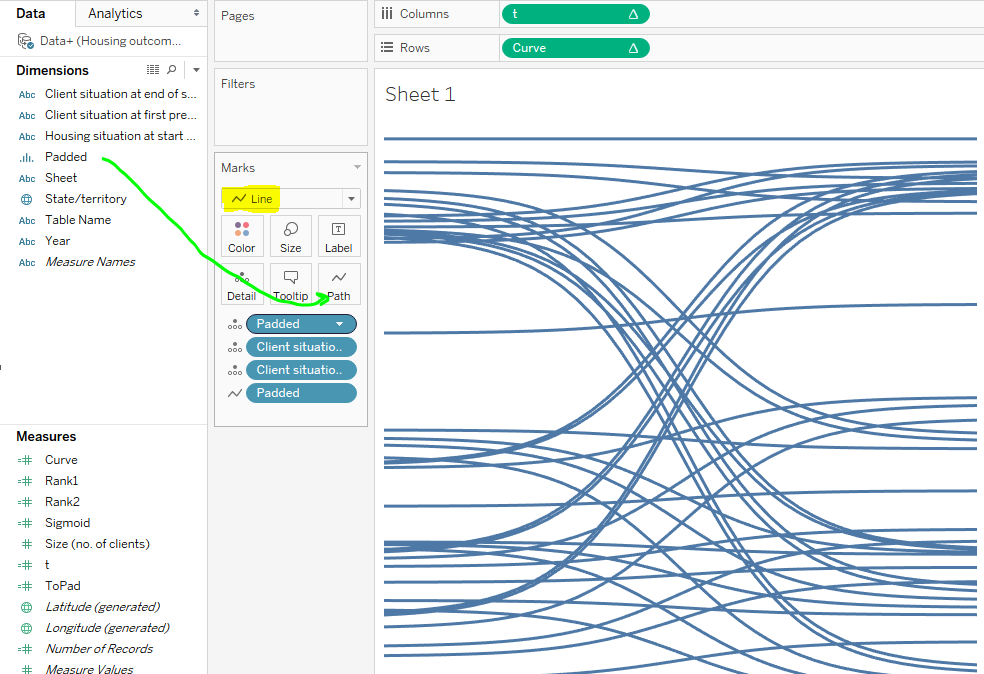 Data
Analytics
Data+ (Housing outcom...
Dimensions
Abc Client situation at end of s...
Abc Client situation at first pre...
Abc Housing situation at start ...
Padded
Abc Sheet
State/territory
Abc Table Name
Abc Year
Abc Measure Names
Measures
Curve
Rank1
Rank2
Sigmoid
Size (no. of clients)
t
ToPad
Latitude (generated)
Longitude (generated)
Number of Records
Measure Values
Pages
Filters
Marks
Line
Color Size Label
Detail Tooltip Path
Padded
Client situatio..
Client situatio..
Padded
Columns t Δ
Rows Curve Δ
Sheet 1